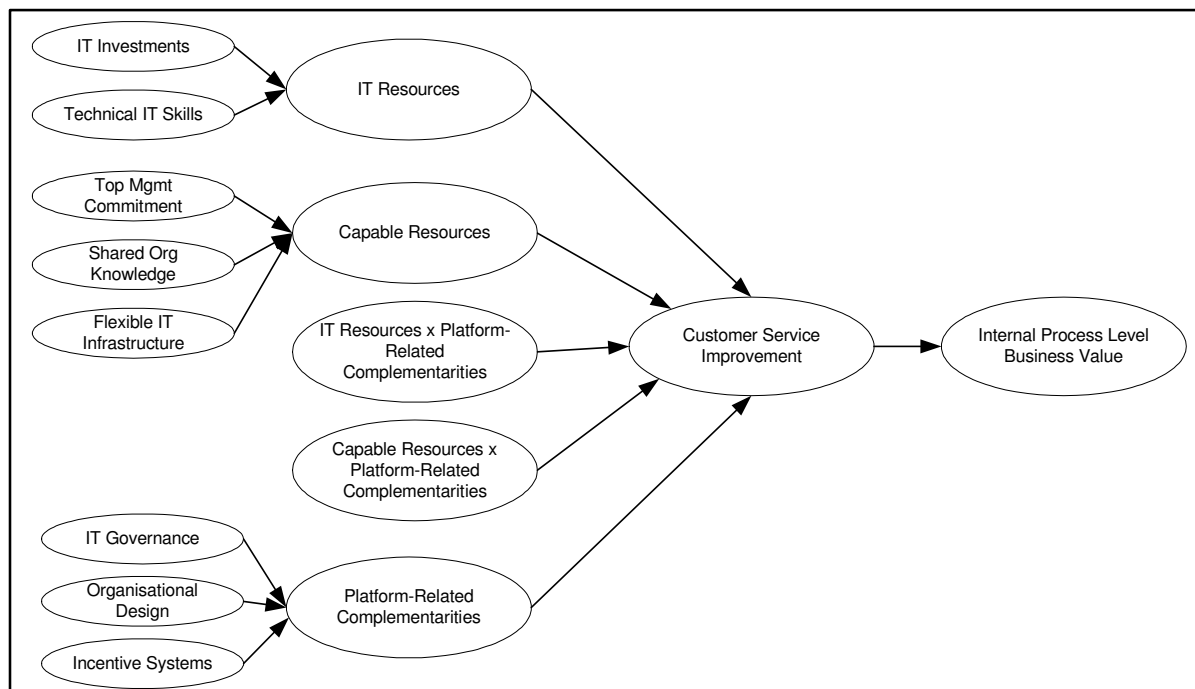 IT Investments
Technical IT Skills
IT Resources
Top Mgmt
Commitment
Shared Org
Knowledge
Flexible IT
Infrastructure
Capable Resources
IT Resources x Platform-
Related
Complementarities
Capable Resources x
Platform-Related
Complementarities
Customer Service
Improvement
Internal Process Level
Business Value
IT Governance
Organisational
Design
Incentive Systems
Platform-Related
Complementarities